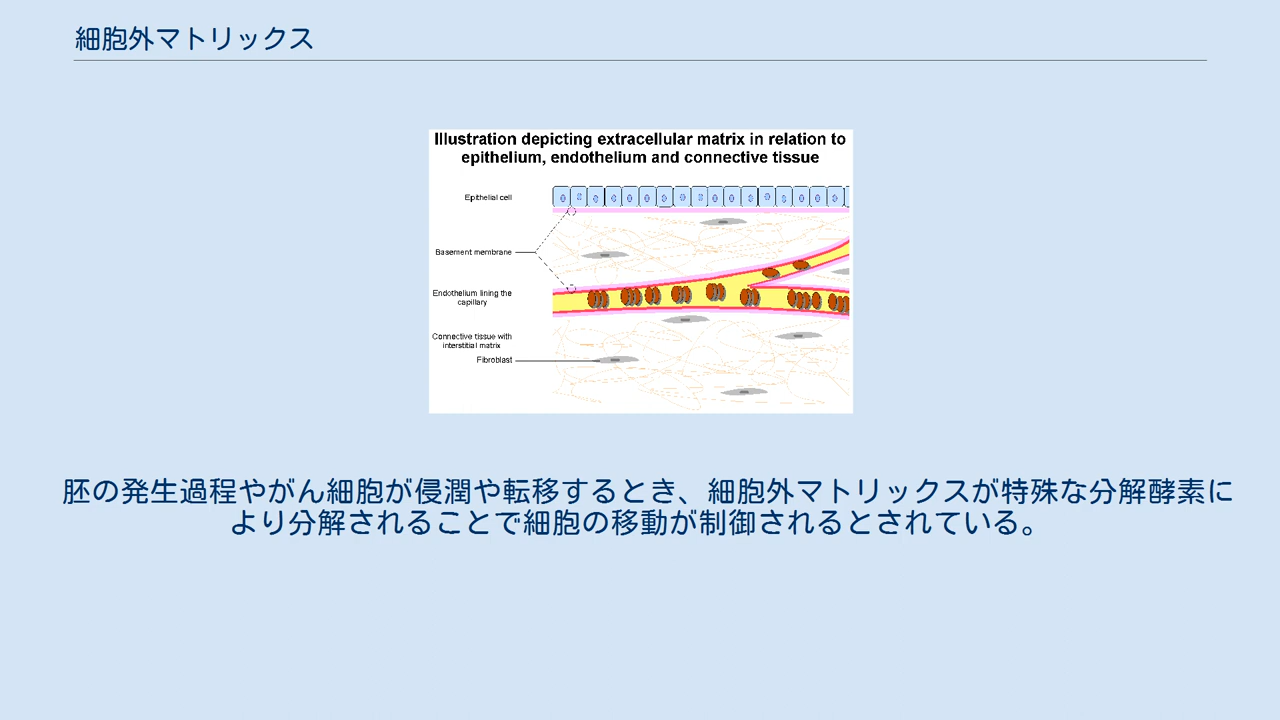 細胞外マトリックス
Illustration depicting extracellular matrix in relation to
epithelium, endothelium and connective tissue
Epithelial cell
Basement membrane
Endothelium lining the
capillary
Connective tissue with
interstitial matrix
Fibroblast
胚の発生過程やがん細胞が侵潤や転移するとき、細胞外マトリックスが特殊な分解酵素に
より分解されることで細胞の移動が制御されるとされている。